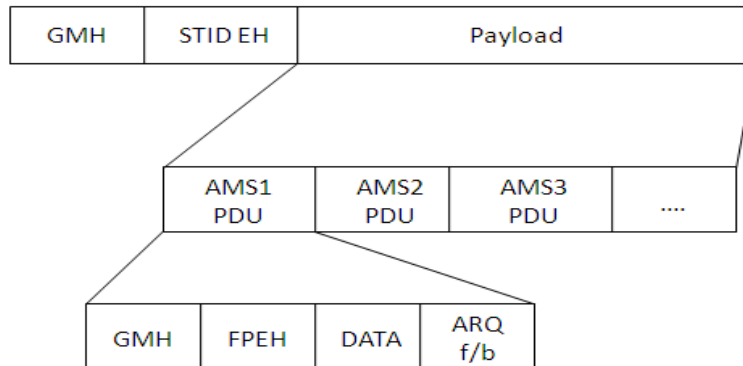 GMH STID EH Payload
AMS1 AMS2 AMS3 ....
PDU PDU PDU
GMH FPEH DATA ARQ
f/b